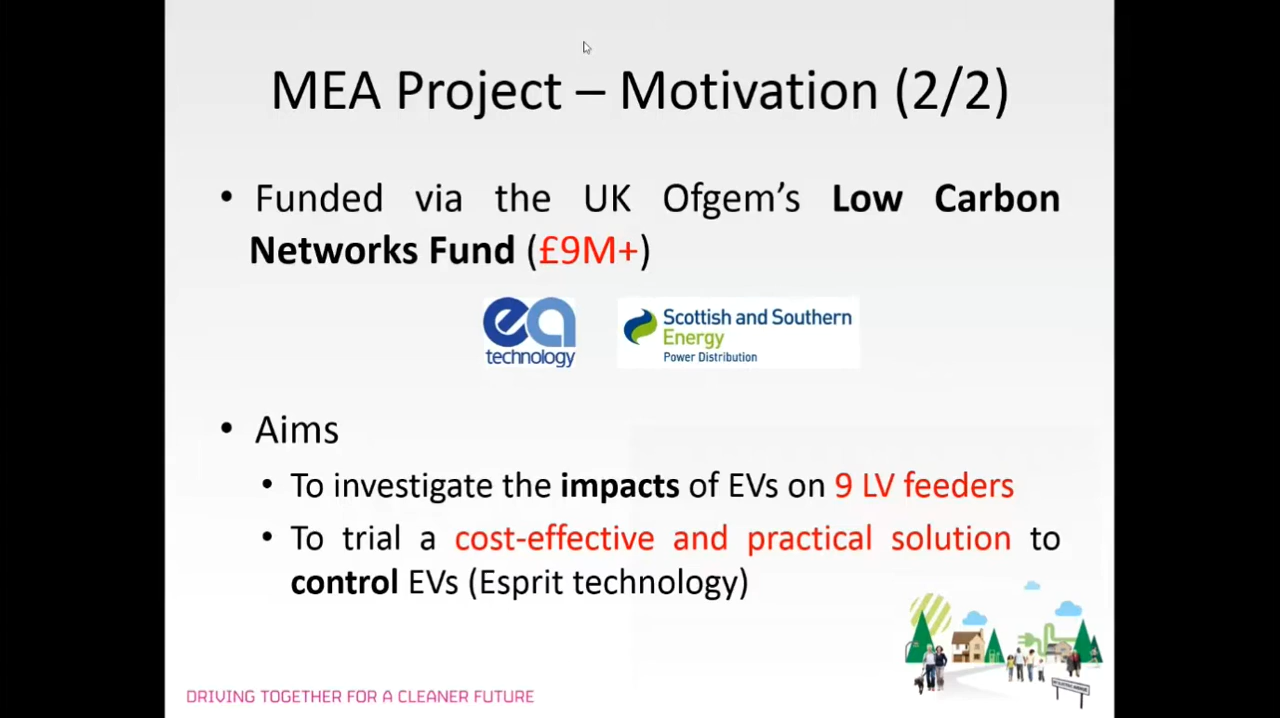 MEA Project – Motivation (2/2)
• Funded via the UK Ofgem’s Low Carbon
Networks Fund (£9M+)
ea
technology
Scottish and Southern
Energy
Power Distribution
• Aims
• To investigate the impacts of EVs on 9 LV feeders
• To trial a cost-effective and practical solution to
control EVs (Esprit technology)
DRIVING TOGETHER FOR A CLEANER FUTURE